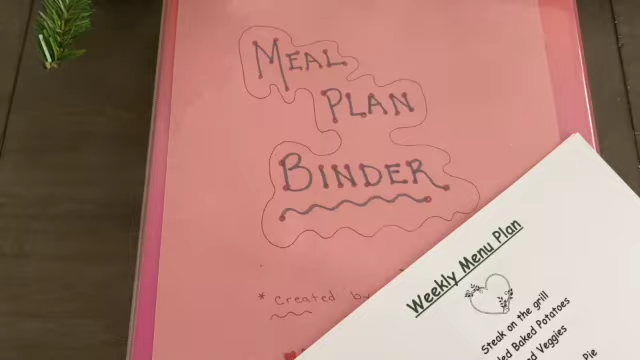 MEAL
PLAN
BINDER
* Created by
Weekly Menu Plan
Steak on the grill
Baked Potatoes
Veggies
Pie